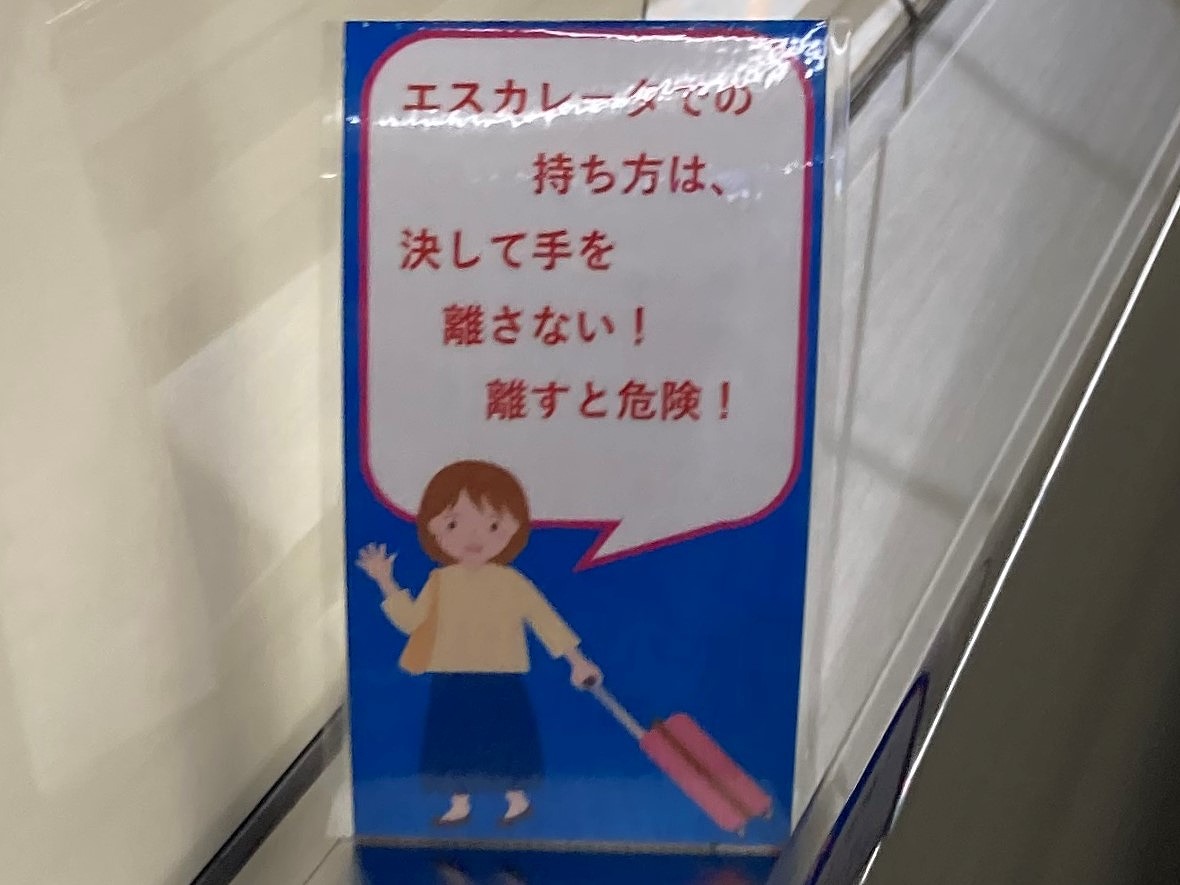 エスカレータでの
持ち方は、
決して手を
離さない！
離すと危険！